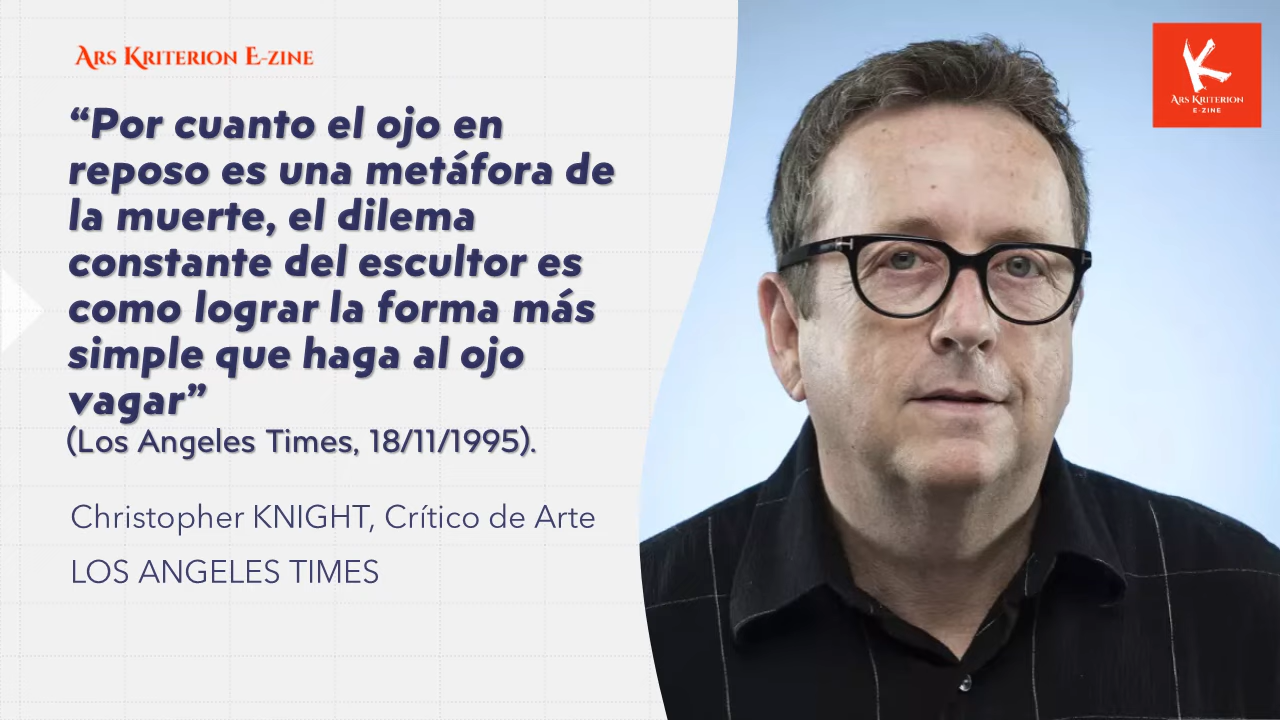 Ars Kriterion E-zine
“Por cuanto el ojo en
reposo es una metáfora de
la muerte, el dilema
constante del escultor es
como lograr la forma más
simple que haga al ojo
vagar”
(Los Angeles Times, 18/11/1995).
Christopher KNIGHT, Crítico de Arte
LOS ANGELES TIMES
K
Ars Kriterion
E-ZINE